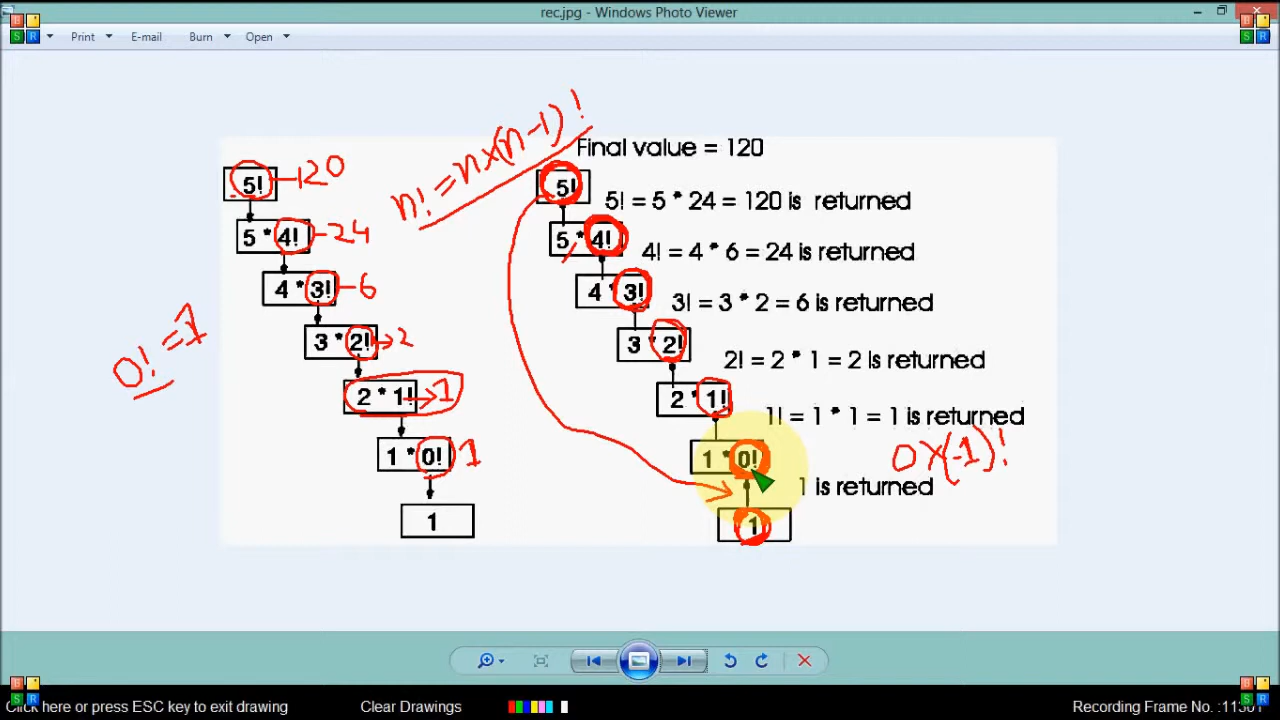 rec.jpg - Windows Photo Viewer
Print E-mail Burn Open
B
S R
B
S R
n! = n×(n-1)!
5! -120
5 * 4! -24
4 * 3! -6
3 * 2! →2
2 * 1! →1
1 * 0! 1
1
0! = 1
Final value = 120
5!
5! = 5 * 24 = 120 is returned
5 * 4!
4! = 4 * 6 = 24 is returned
4 * 3!
3! = 3 * 2 = 6 is returned
3 * 2!
2! = 2 * 1 = 2 is returned
2 * 1!
1! = 1 * 1 = 1 is returned
1 * 0!
0×(-1)!
1 is returned
1
B
S R
B
S R
Click here or press ESC key to exit drawing Clear Drawings Recording Frame No. :